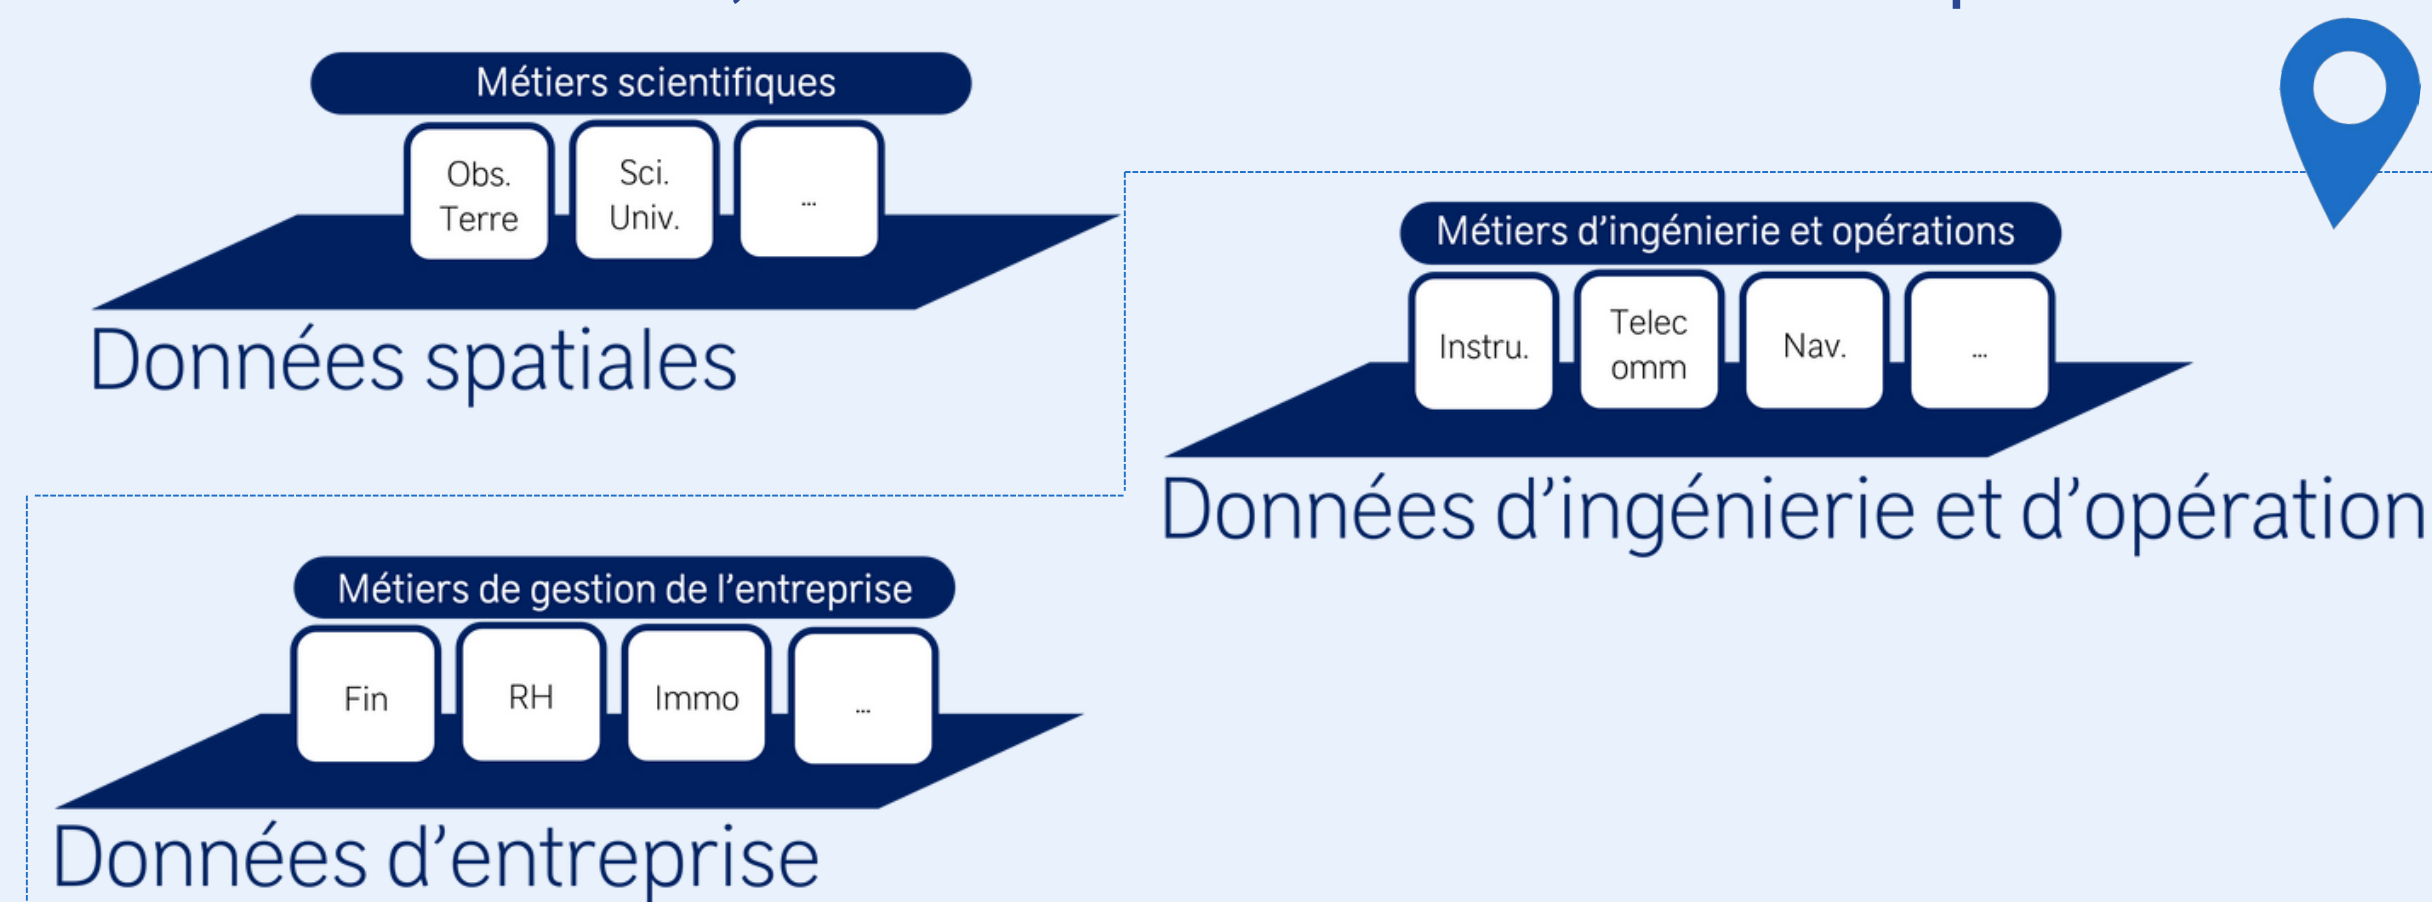 Métiers scientifiques
Obs.
Terre
Sci.
Univ.
...
Données spatiales
Métiers d’ingénierie et opérations
Instru.
Telec
omm
Nav.
...
Données d’ingénierie et d’opération
Métiers de gestion de l’entreprise
Fin
RH
Immo
...
Données d’entreprise